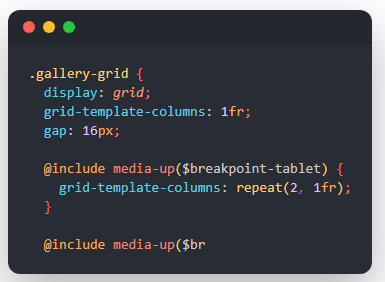 .gallery-grid {
  display: grid;
  grid-template-columns: 1fr;
  gap: 16px;

  @include media-up($breakpoint-tablet) {
    grid-template-columns: repeat(2, 1fr);
  }

  @include media-up($br